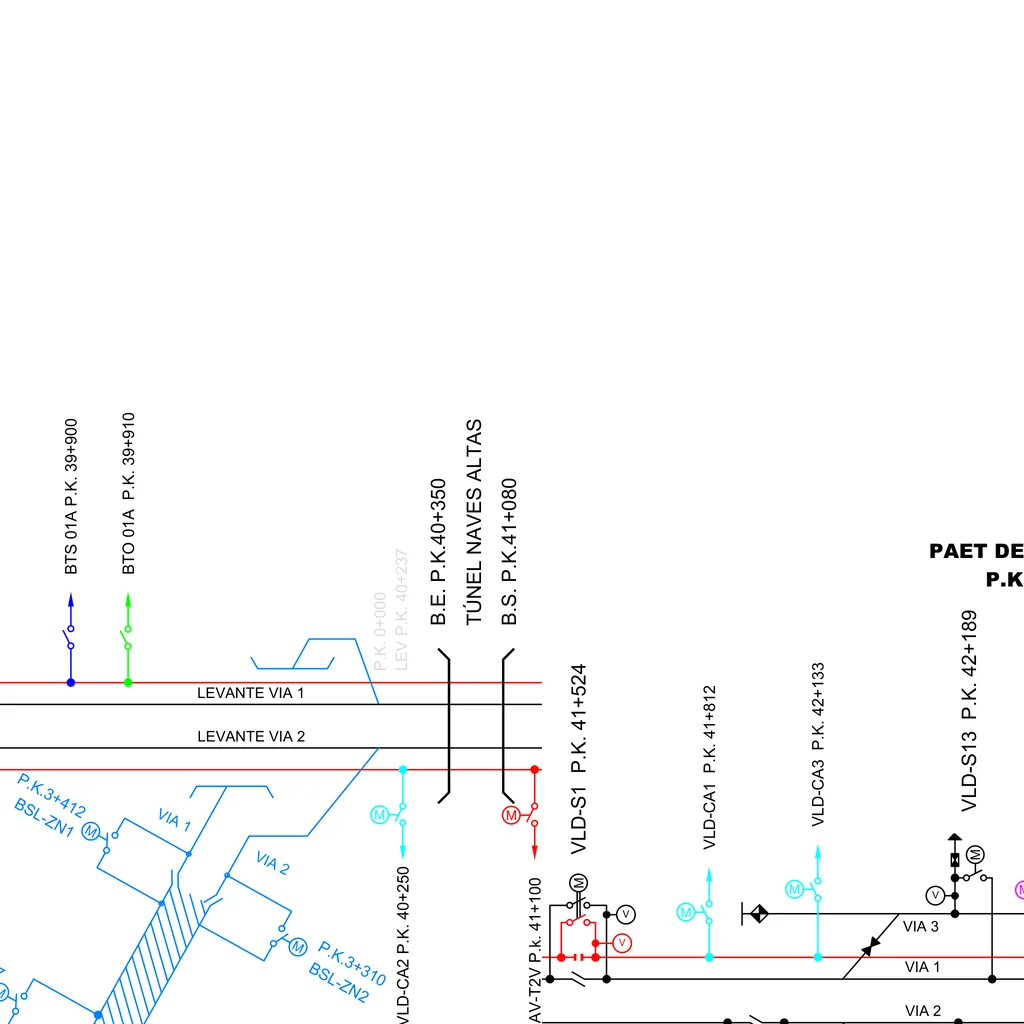 BTS 01A P.K. 39+900
BTO 01A P.K. 39+910
P.K. 0+000
LEV P.K. 40+237
B.E. P.K.40+350
TÚNEL NAVES ALTAS
B.S. P.K.41+080
PAET DE
P.K
LEVANTE VIA 1
LEVANTE VIA 2
VLD-S1 P.K. 41+524
VLD-CA1 P.K. 41+812
VLD-CA3 P.K. 42+133
VLD-S13 P.K. 42+189
P.K.3+412
BSL-ZN1
M
VIA 1
VIA 2
M
M
M
M
M
M
V
V
V
VLD-CA2 P.K. 40+250
AV-T2V P.k. 41+100
P.K.3+310
BSL-ZN2
M
M
VIA 3
VIA 1
VIA 2